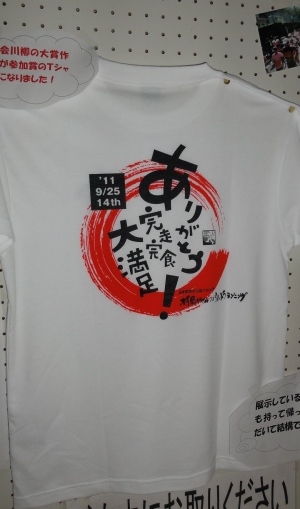 会川柳の大賞作
が参加賞のTシャ
になりました！
'11
9/25
14th
ありがとう
完走完食
大満足！
展示している
も持って帰っ
だいて結構で
にお取りください